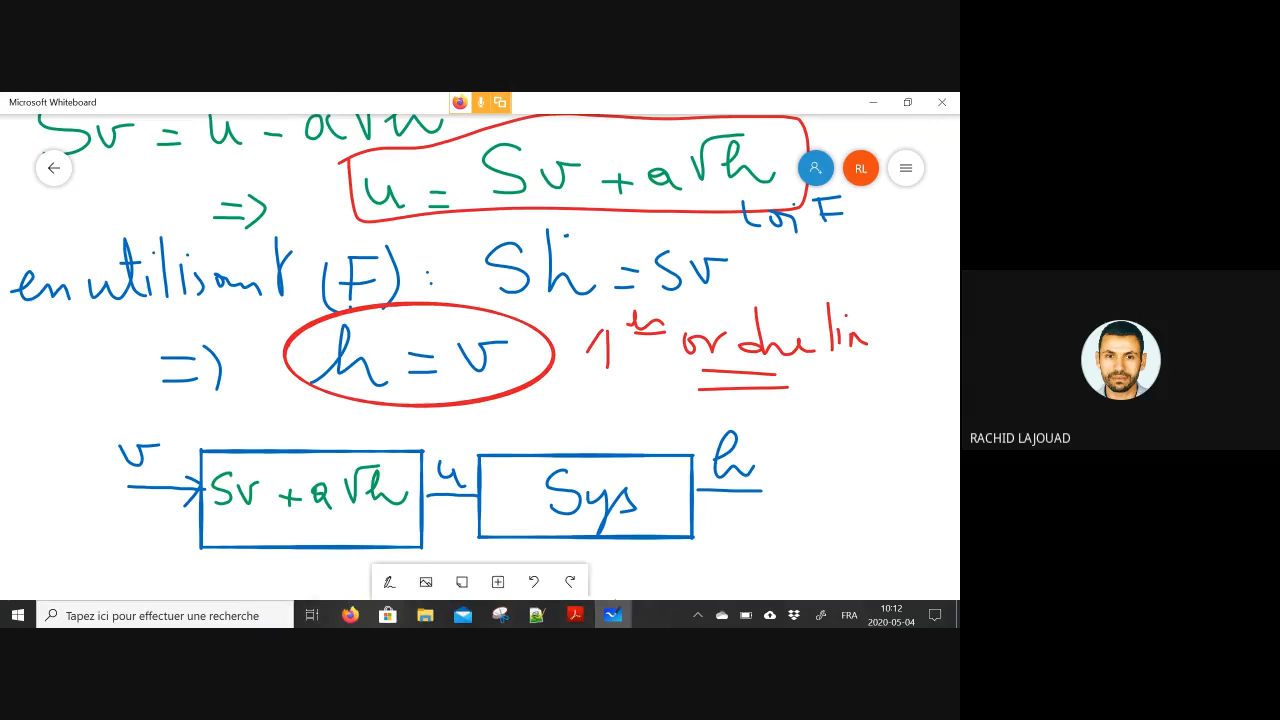 Microsoft Whiteboard
Sv = u - a√h
=> u = Sv + a√h
RL
Loi F
en utilisant (F) : Sḣ = Sv
=> ḣ = v 1er ordre lin
v Sv + a√h u Sys h
RACHID LAJOUAD
Tapez ici pour effectuer une recherche
FRA
10:12
2020-05-04